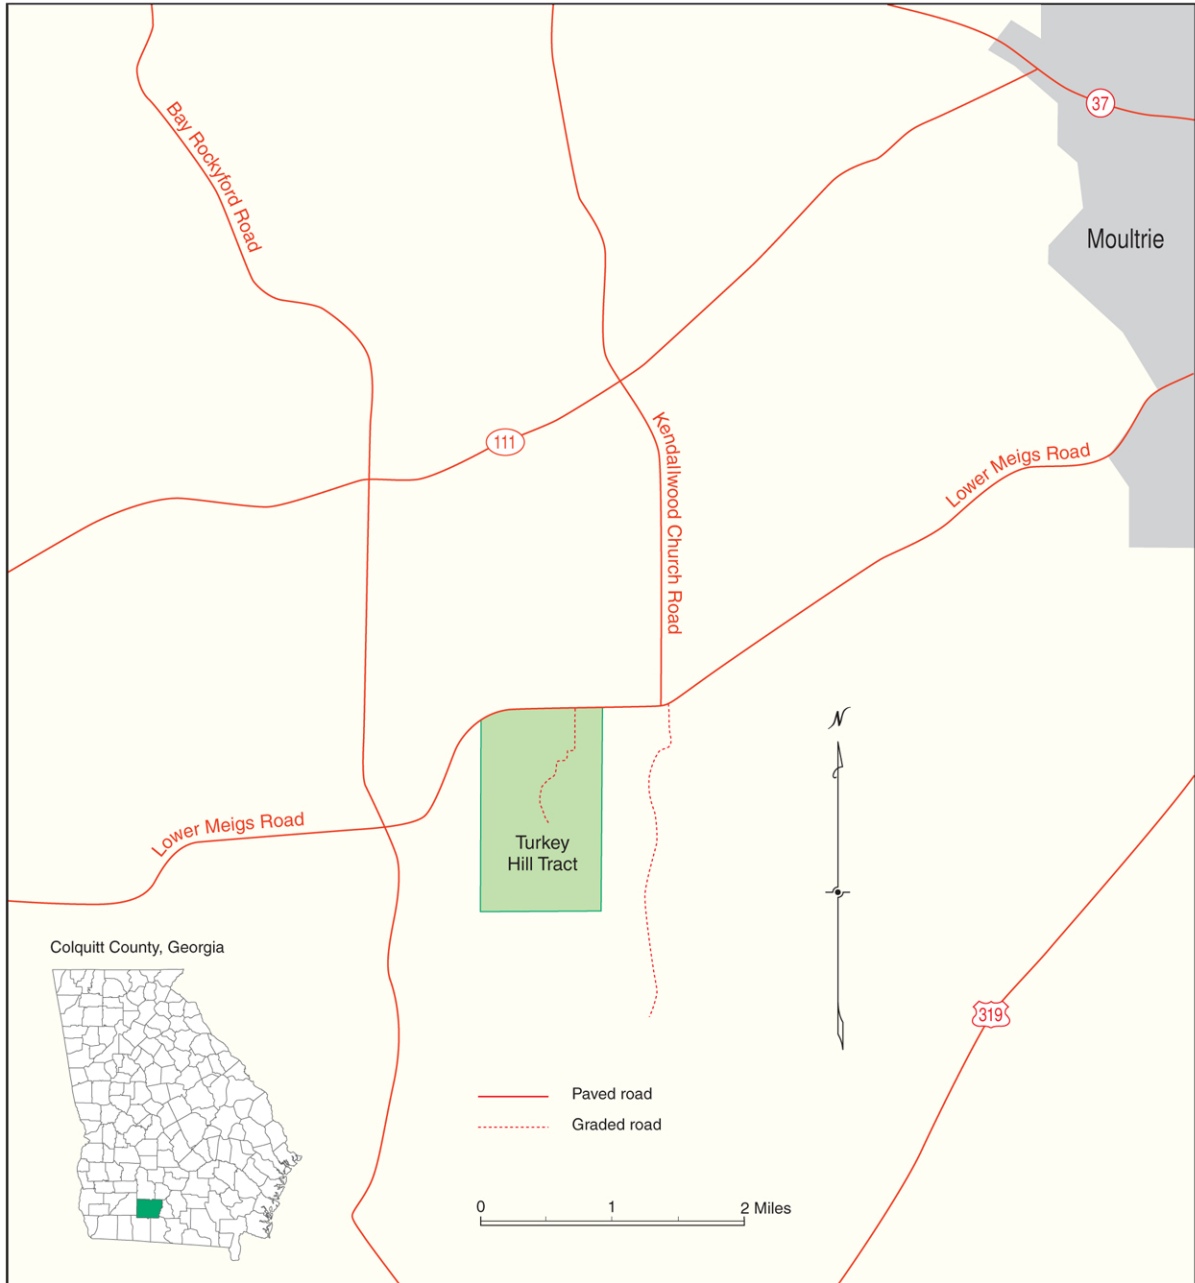 37
Bay Rockyford Road
Moultrie
111
Kendallwood Church Road
Lower Meigs Road
N
Lower Meigs Road
Turkey
Hill Tract
Colquitt County, Georgia
319
Paved road
Graded road
0 1 2 Miles